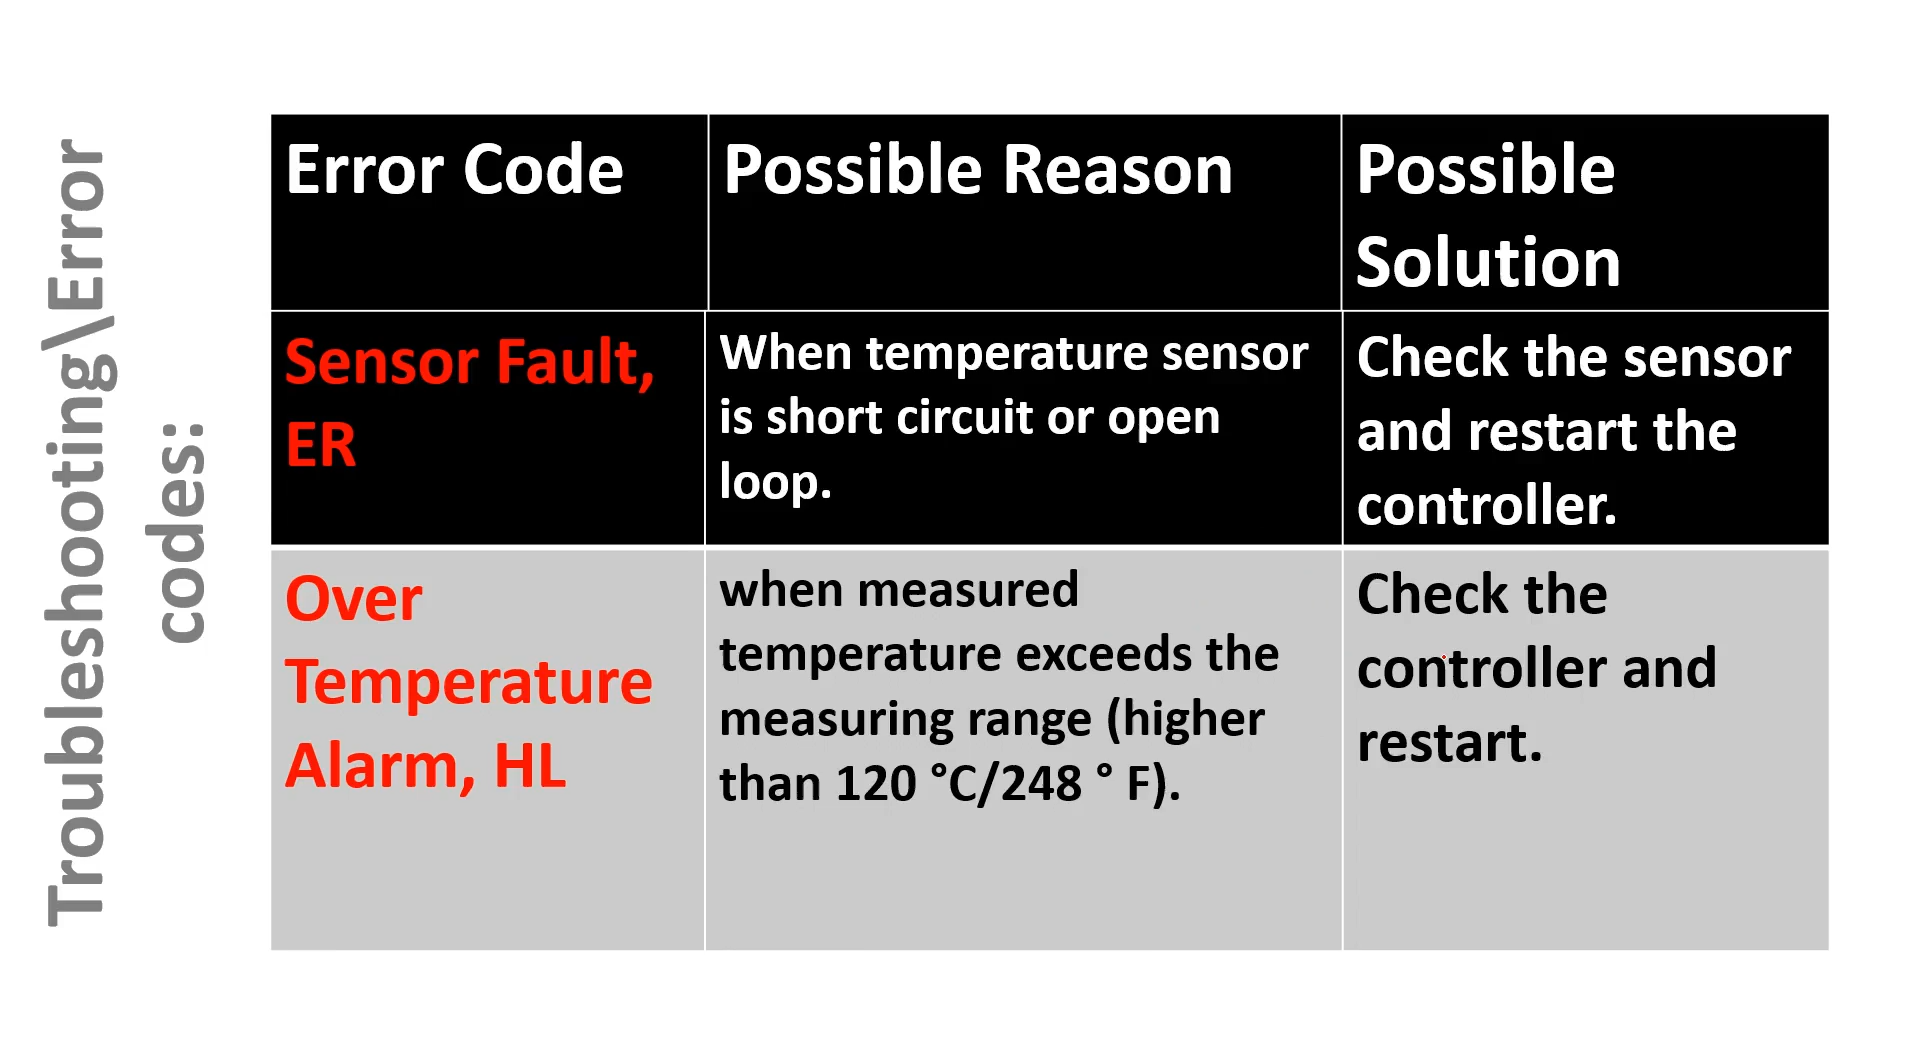 Troubleshooting\Error
codes:
Error Code
Possible Reason
Possible
Solution
Sensor Fault,
ER
When temperature sensor
is short circuit or open
loop.
Check the sensor
and restart the
controller.
Over
Temperature
Alarm, HL
when measured
temperature exceeds the
measuring range (higher
than 120 °C/248 ° F).
Check the
controller and
restart.